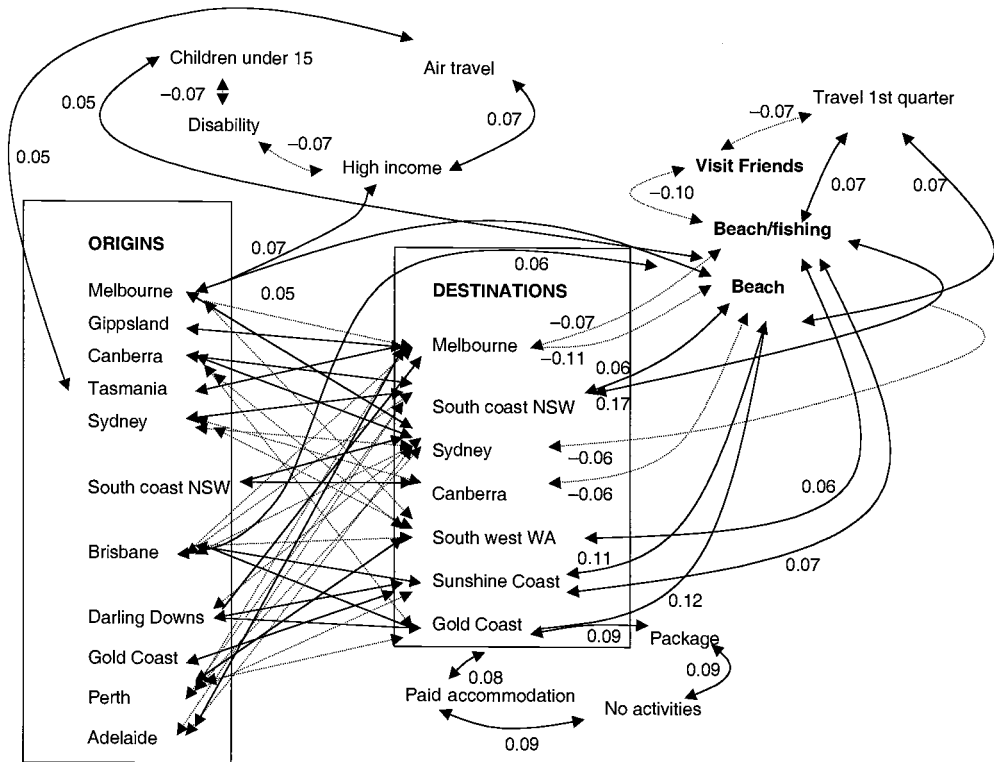 Children under 15
Air travel
−0.07
0.05
Disability
−0.07
0.07
Travel 1st quarter
−0.07
0.05
High income
Visit Friends
−0.10
0.07
0.07
ORIGINS
0.07
Beach/fishing
0.06
Melbourne
0.05
DESTINATIONS
Beach
Gippsland
−0.07
Canberra
Melbourne
−0.11
0.06
Tasmania
South coast NSW
0.17
Sydney
Sydney
−0.06
South coast NSW
Canberra
−0.06
0.06
Brisbane
South west WA
0.11
0.07
Sunshine Coast
0.12
Darling Downs
Gold Coast
0.09
Package
Gold Coast
0.08
0.09
Perth
Paid accommodation
No activities
Adelaide
0.09